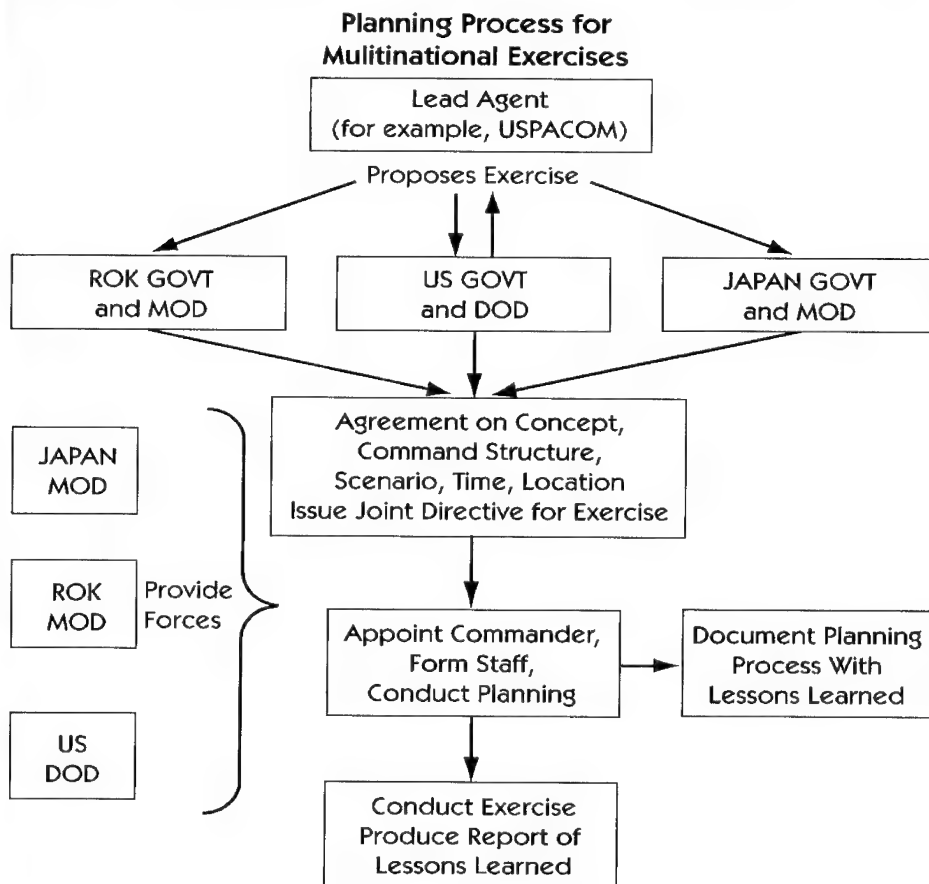 Planning Process for
Mulitinational Exercises
Lead Agent
(for example, USPACOM)
Proposes Exercise
ROK GOVT
and MOD
US GOVT
and DOD
JAPAN GOVT
and MOD
Agreement on Concept,
Command Structure,
Scenario, Time, Location
Issue Joint Directive for Exercise
JAPAN
MOD
ROK
MOD
US
DOD
Provide
Forces
Appoint Commander,
Form Staff,
Conduct Planning
Document Planning
Process With
Lessons Learned
Conduct Exercise
Produce Report of
Lessons Learned